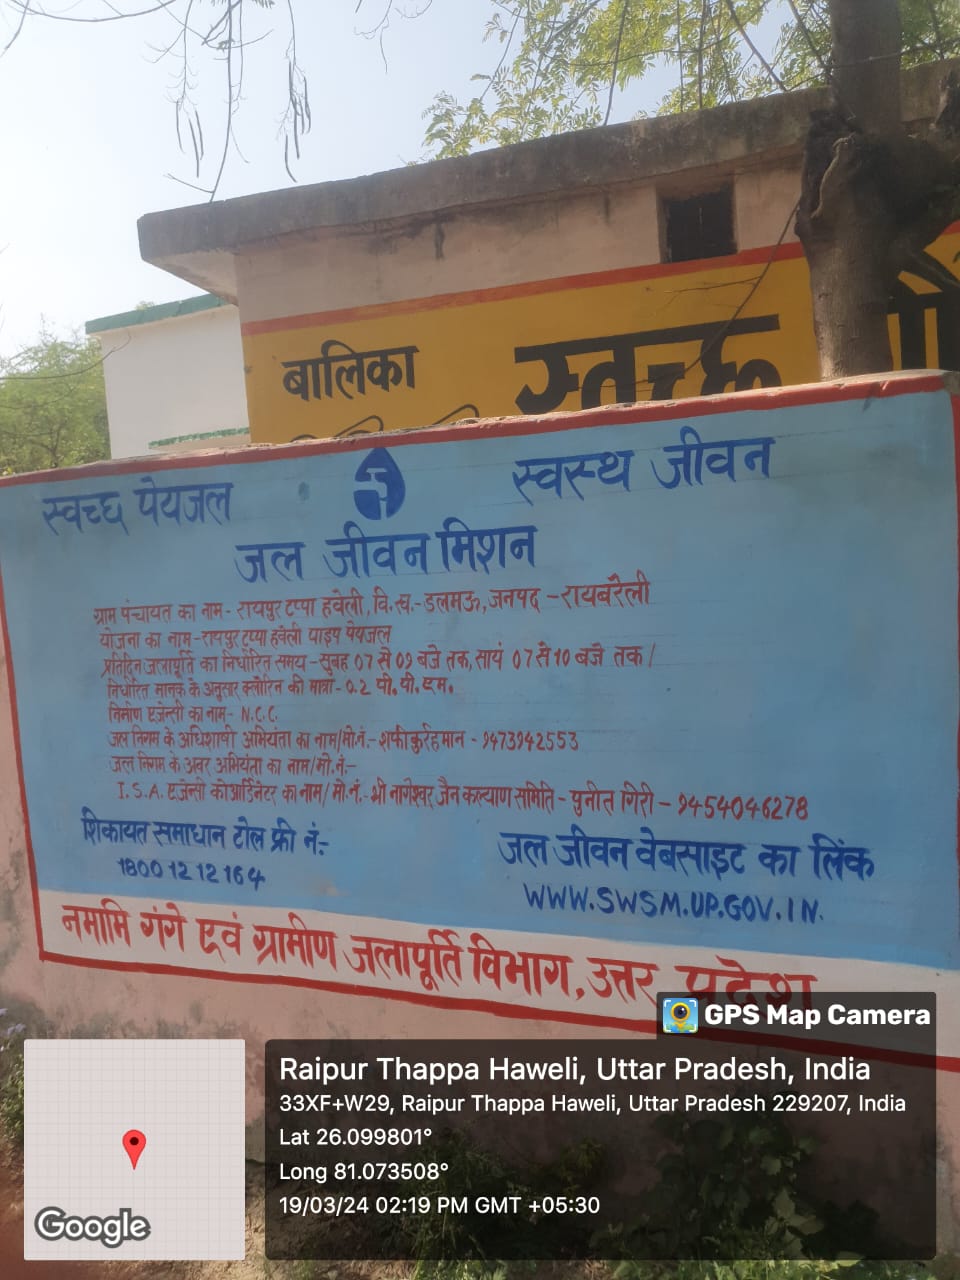 बालिका
स्वच्छ
स्वच्छ पेयजल
स्वस्थ जीवन
जल जीवन मिशन
ग्राम पंचायत का नाम - रायपुर टप्पा हवेली, वि.ख.- डलमऊ, जनपद - रायबरेली
योजना का नाम - रायपुर टप्पा हवेली पाइप पेयजल
प्रतिदिन जलापूर्ति का निर्धारित समय - सुबह 07 से 09 बजे तक, सायं 07 से 10 बजे तक।
निर्धारित मानक के अनुसार क्लोरिन की मात्रा - 0.2 पी.पी.एम.
निर्माण एजेन्सी का नाम - N.C.C.
जल निगम के अधिशाषी अभियंता का नाम/मो.नं.- शफीकुर्रहमान - ९473९42553
जल निगम के अवर अभियंता का नाम/मो.नं.-
I.S.A. एजेन्सी कोआर्डिनेटर का नाम/मो.नं.- श्री नागेश्वर जैन कल्याण समिति - पुनीत गिरी - ९454046278
शिकायत समाधान टोल फ्री नं:-
1800 12 12 164
जल जीवन वेबसाइट का लिंक
WWW.SWSM.UP.GOV.IN.
नमामि गंगे एवं ग्रामीण जलापूर्ति विभाग, उत्तर प्रदेश
GPS Map Camera
Raipur Thappa Haweli, Uttar Pradesh, India
33XF+W29, Raipur Thappa Haweli, Uttar Pradesh 229207, India
Lat 26.099801°
Long 81.073508°
19/03/24 02:19 PM GMT +05:30
Google